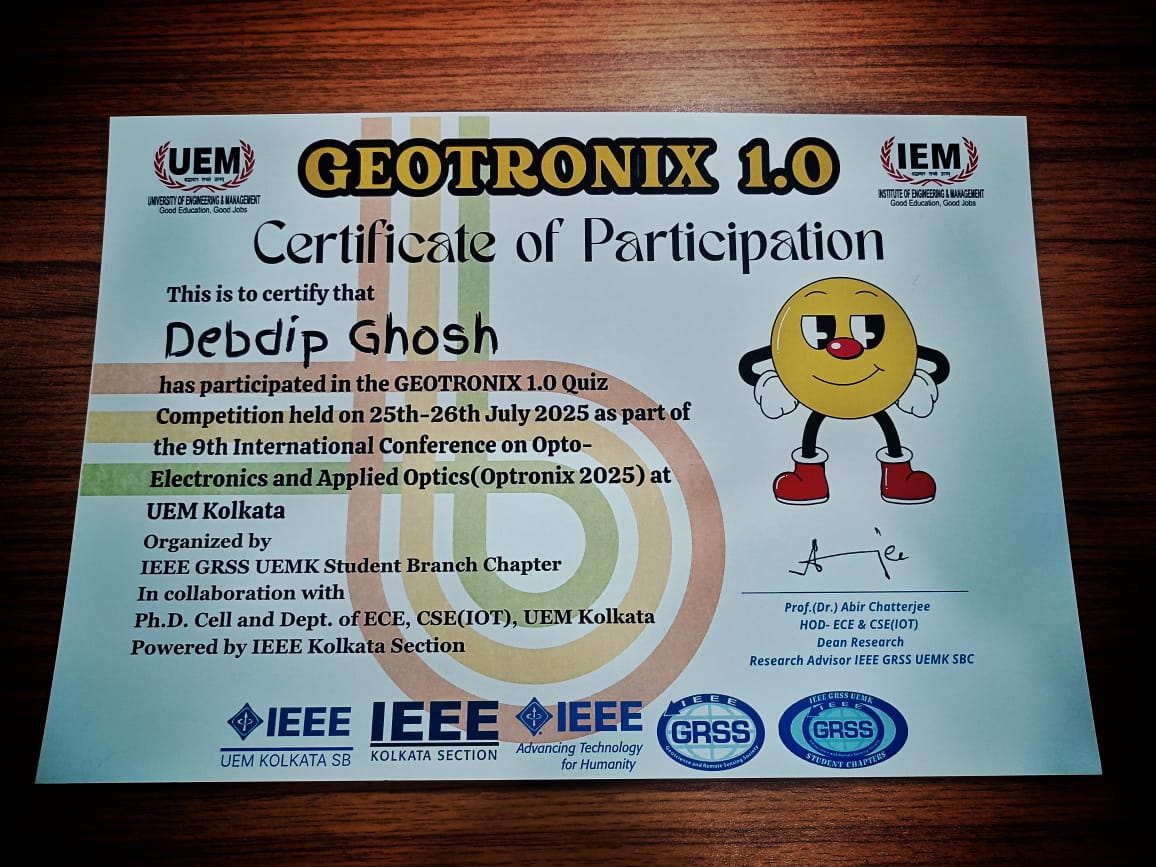 UEM
UNIVERSITY OF ENGINEERING & MANAGEMENT
Good Education, Good Jobs
GEOTRONIX 1.0
IEM
INSTITUTE OF ENGINEERING & MANAGEMENT
Good Education, Good Jobs
Certificate of Participation
This is to certify that
Debdip Ghosh
has participated in the GEOTRONIX 1.0 Quiz
Competition held on 25th-26th July 2025 as part of
the 9th International Conference on Opto-
Electronics and Applied Optics(Optronix 2025) at
UEM Kolkata
Organized by
IEEE GRSS UEMK Student Branch Chapter
In collaboration with
Ph.D. Cell and Dept. of ECE, CSE(IOT), UEM Kolkata
Powered by IEEE Kolkata Section
Prof.(Dr.) Abir Chatterjee
HOD- ECE & CSE(IOT)
Dean Research
Research Advisor IEEE GRSS UEMK SBC
IEEE
UEM KOLKATA SB
IEEE
KOLKATA SECTION
IEEE
Advancing Technology
for Humanity
IEEE
GRSS
Geoscience and Remote Sensing Society
IEEE GRSS UEMK
IEEE
GRSS
STUDENT CHAPTERS